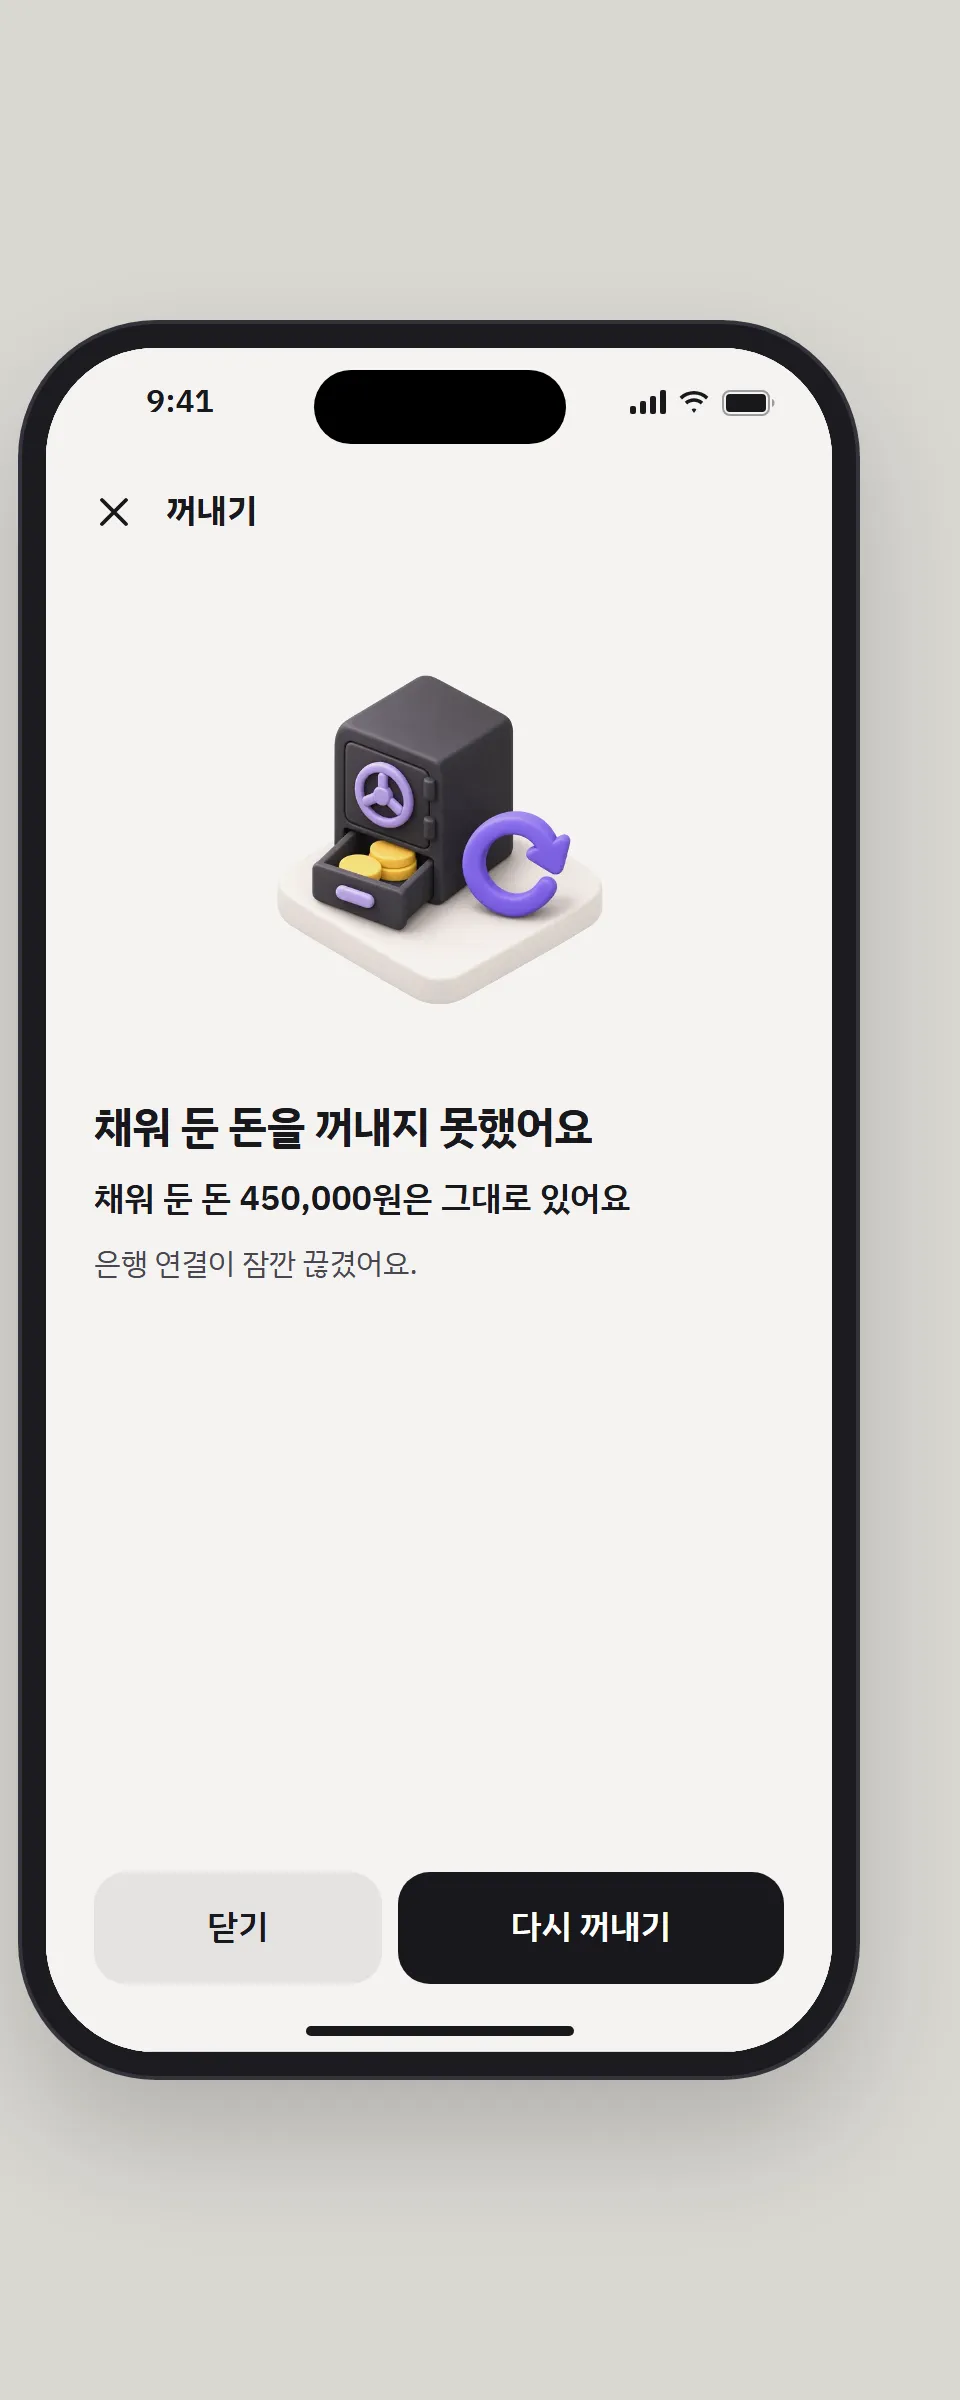 9:41
꺼내기
채워 둔 돈을 꺼내지 못했어요
채워 둔 돈 450,000원은 그대로 있어요
은행 연결이 잠깐 끊겼어요.
닫기
다시 꺼내기